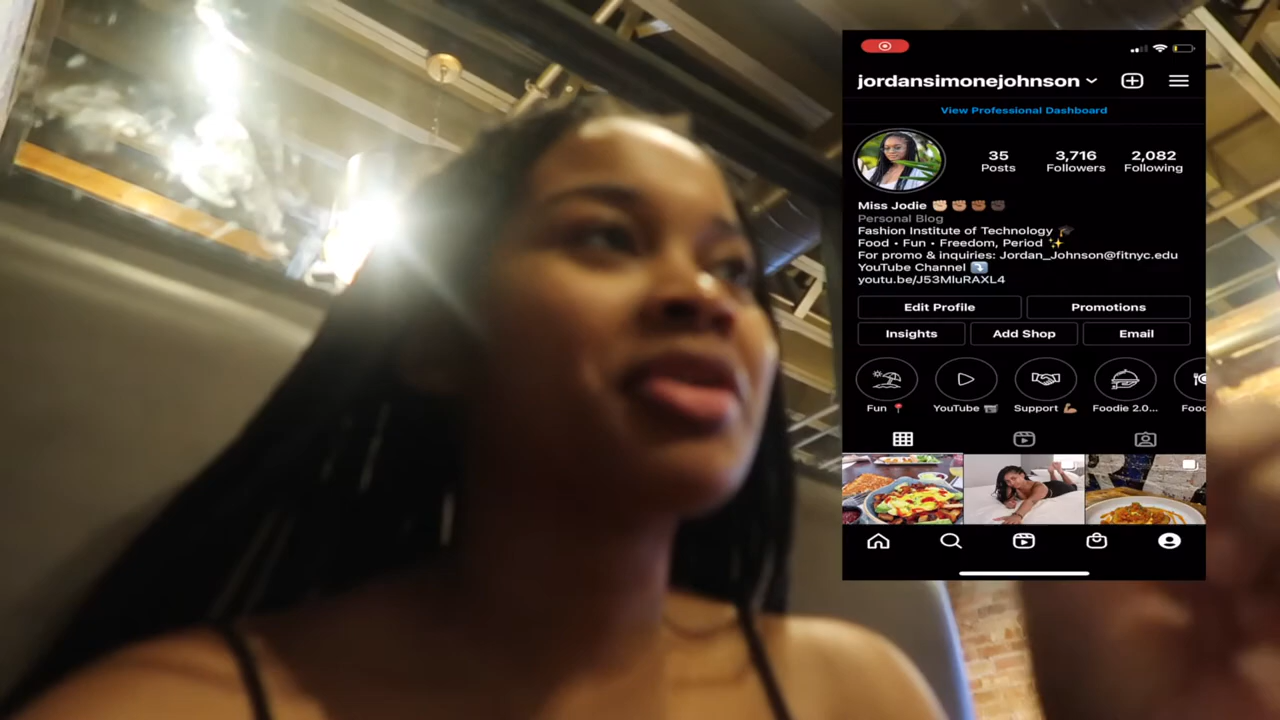 jordansimonejohnson
View Professional Dashboard
35 3,716 2,082
Posts Followers Following
Miss Jodie ✊🏼✊🏽✊🏾✊🏿
Personal Blog
Fashion Institute of Technology 🎓
Food • Fun • Freedom, Period ✨
For promo & inquiries: Jordan_Johnson@fitnyc.edu
YouTube Channel ⤵️
youtu.be/J53MluRAXL4
Edit Profile Promotions
Insights Add Shop Email
Fun 📍 YouTube 📹 Support 💪🏽 Foodie 2.0... Foo